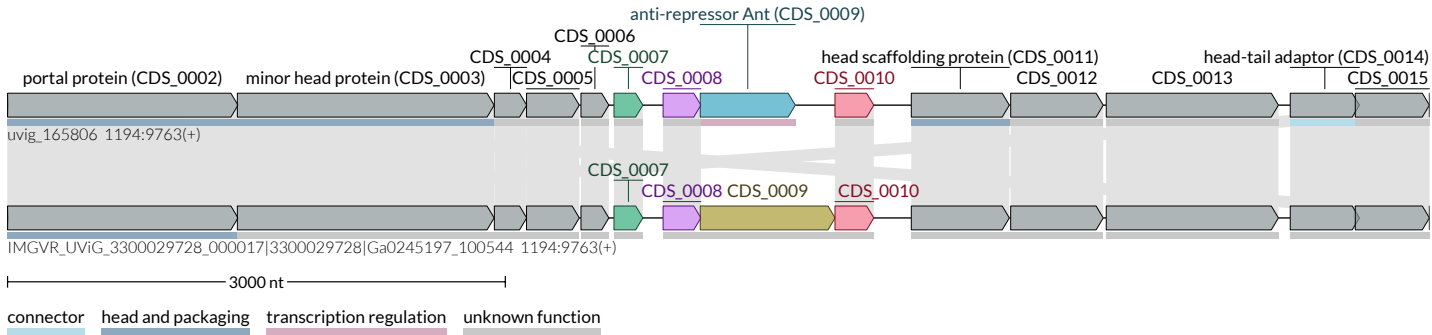 anti-repressor Ant (CDS_0009)
CDS_0006
CDS_0004 CDS_0007 head scaffolding protein (CDS_0011) head-tail adaptor (CDS_0014)
portal protein (CDS_0002) minor head protein (CDS_0003) CDS_0005 CDS_0008 CDS_0010 CDS_0012 CDS_0013 CDS_0015
uvig_165806 1194:9763(+)
CDS_0007
CDS_0008 CDS_0009 CDS_0010
IMGVR_UViG_3300029728_000017|3300029728|Ga0245197_100544 1194:9763(+)
3000 nt
connector head and packaging transcription regulation unknown function